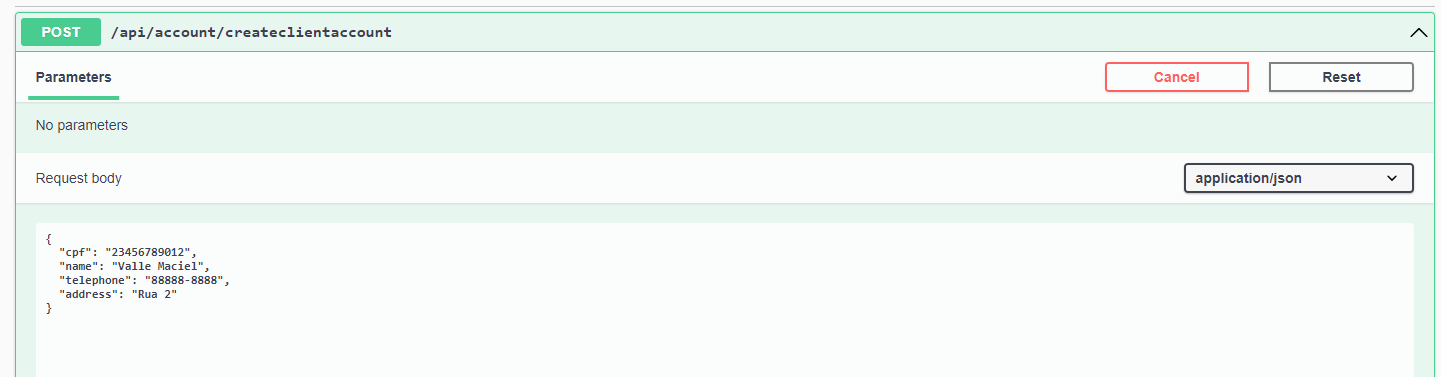 POST /api/account/createclientaccount
Parameters Cancel Reset
No parameters
Request body application/json
{
"cpf": "23456789012",
"name": "Valle Maciel",
"telephone": "88888-8888",
"address": "Rua 2"
}